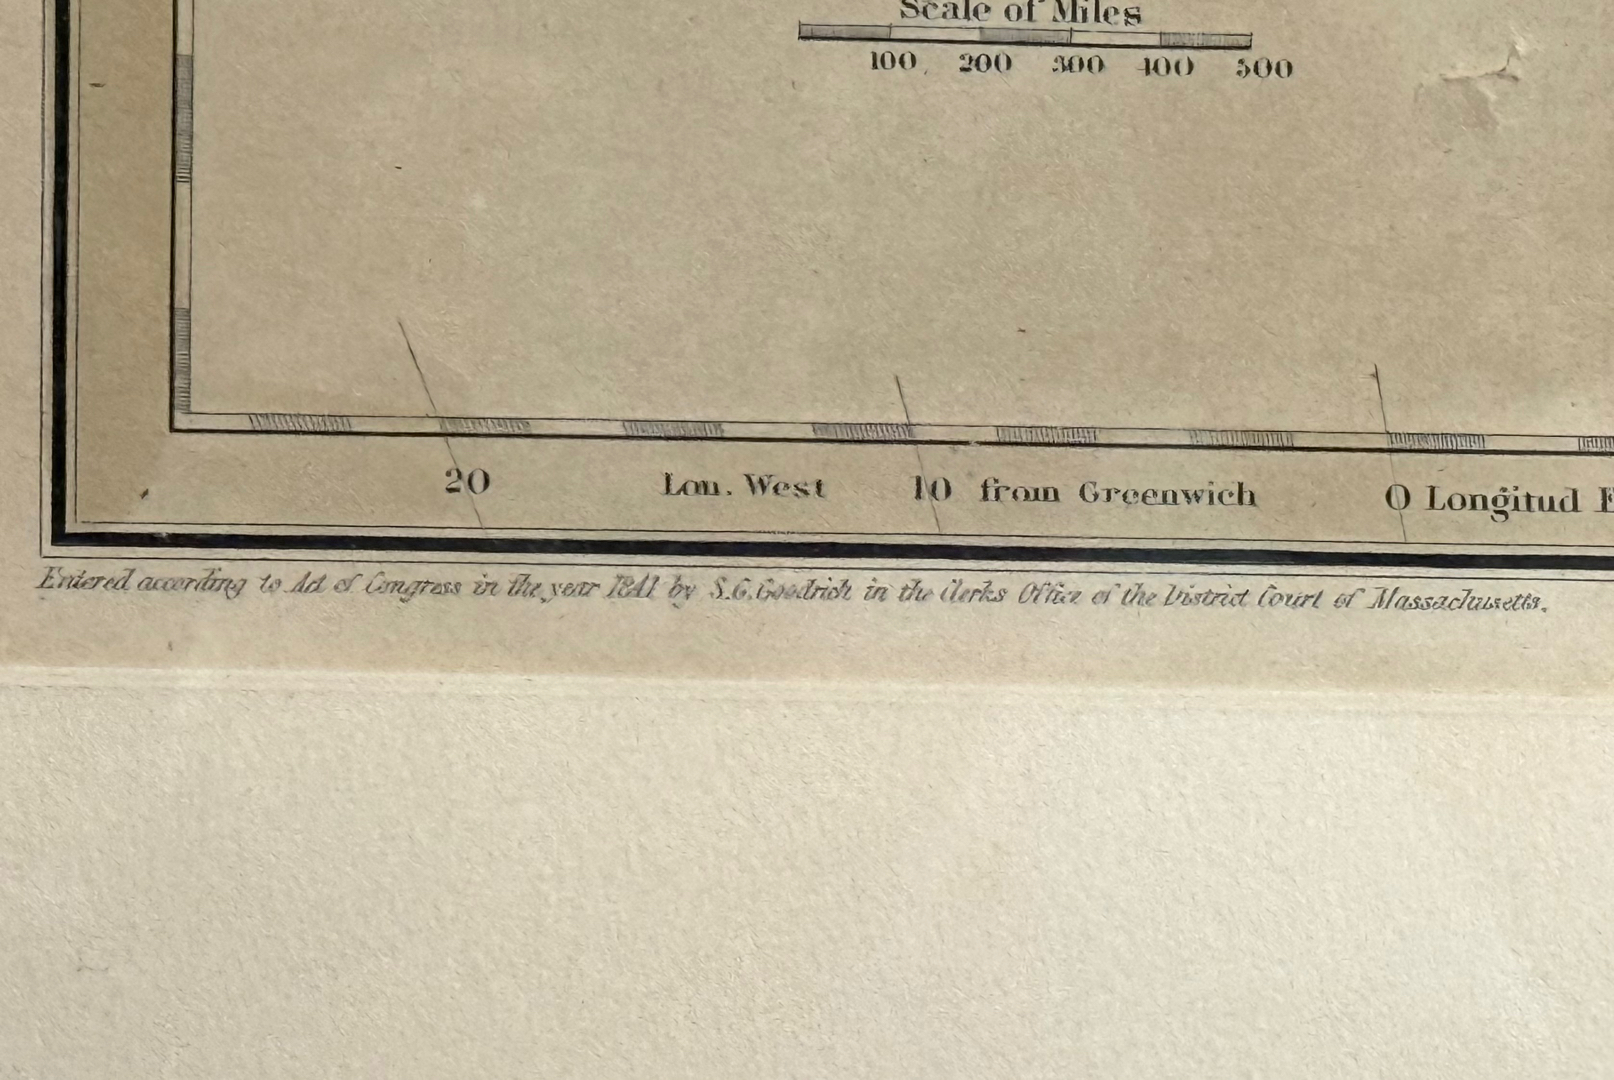 Scale of Miles
100 200 300 400 500
20 Lon. West 10 from Greenwich 0 Longitud E
Entered according to Act of Congress in the year 1841 by S.G.Goodrich in the Clerks Office of the District Court of Massachusetts.